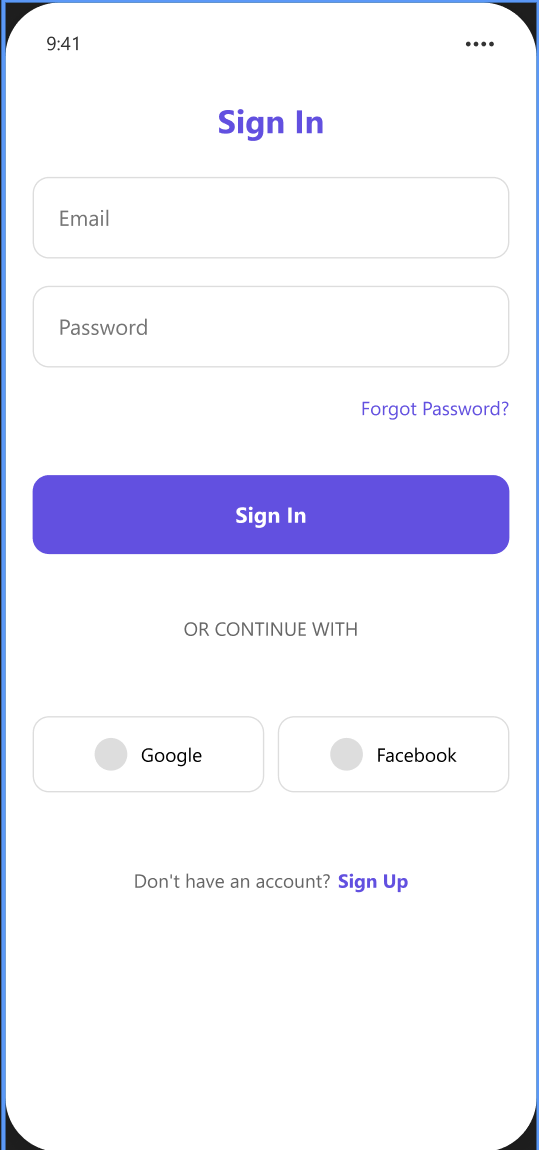 9:41
Sign In
Email
Password
Forgot Password?
Sign In
OR CONTINUE WITH
Google
Facebook
Don't have an account? Sign Up